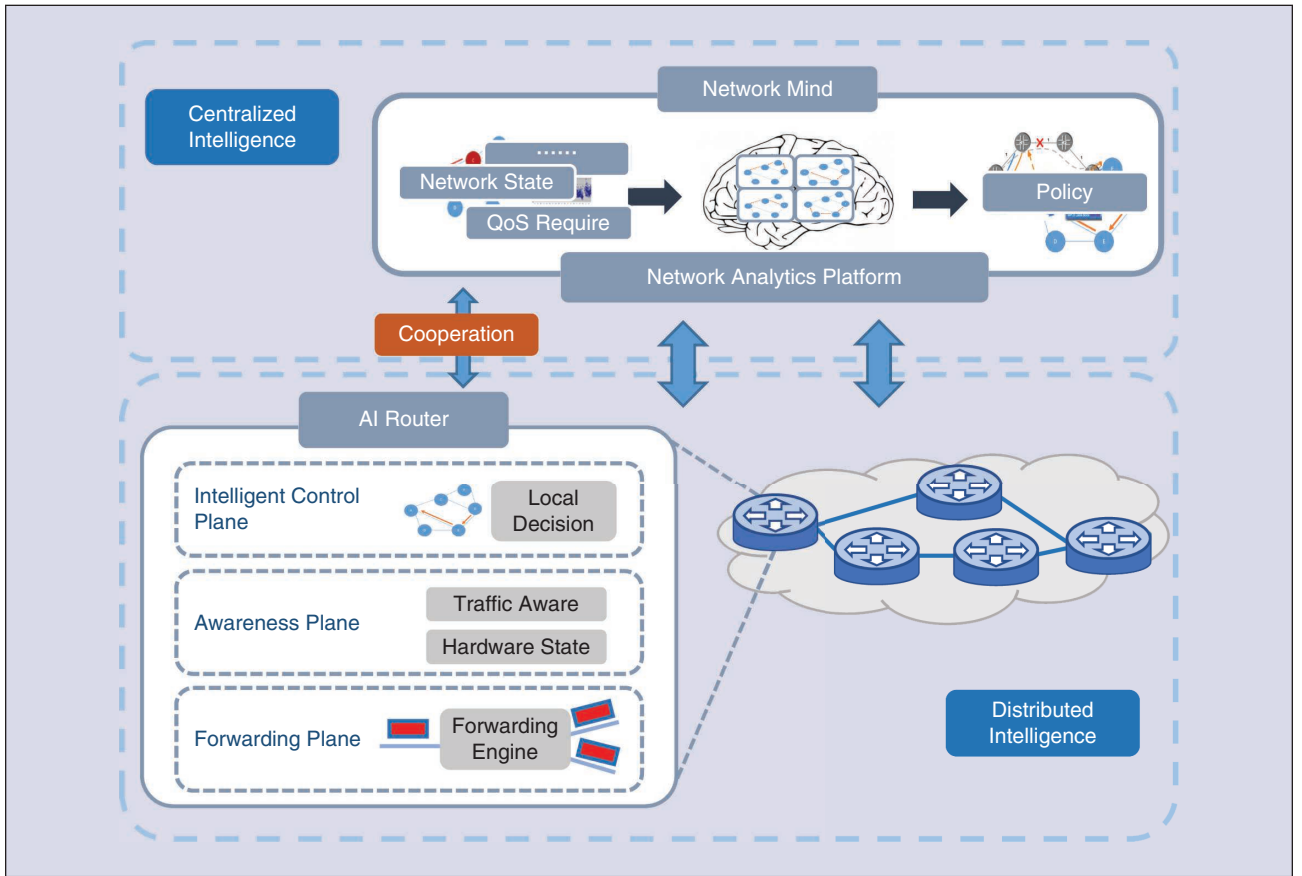 Network Mind
Centralized
Intelligence
......
Network State
QoS Require
Policy
Network Analytics Platform
Cooperation
AI Router
Intelligent Control
Plane
Local
Decision
Awareness Plane
Traffic Aware
Hardware State
Forwarding Plane
Forwarding
Engine
Distributed
Intelligence